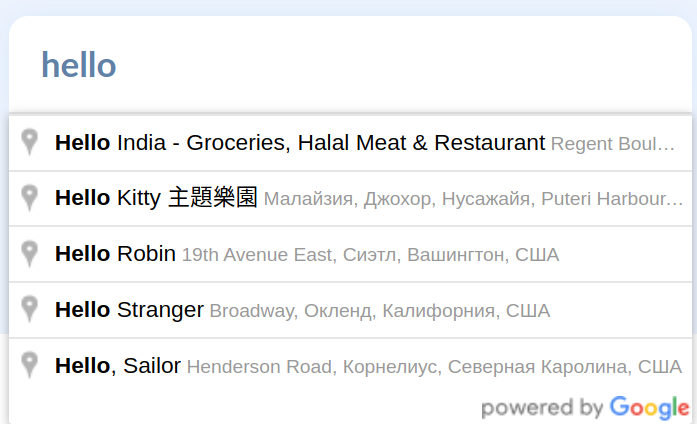 hello
Hello India - Groceries, Halal Meat & Restaurant Regent Boul...
Hello Kitty 主題樂園 Малайзия, Джохор, Нусажайя, Puteri Harbour...
Hello Robin 19th Avenue East, Сиэтл, Вашингтон, США
Hello Stranger Broadway, Окленд, Калифорния, США
Hello, Sailor Henderson Road, Корнелиус, Северная Каролина, США
powered by Google